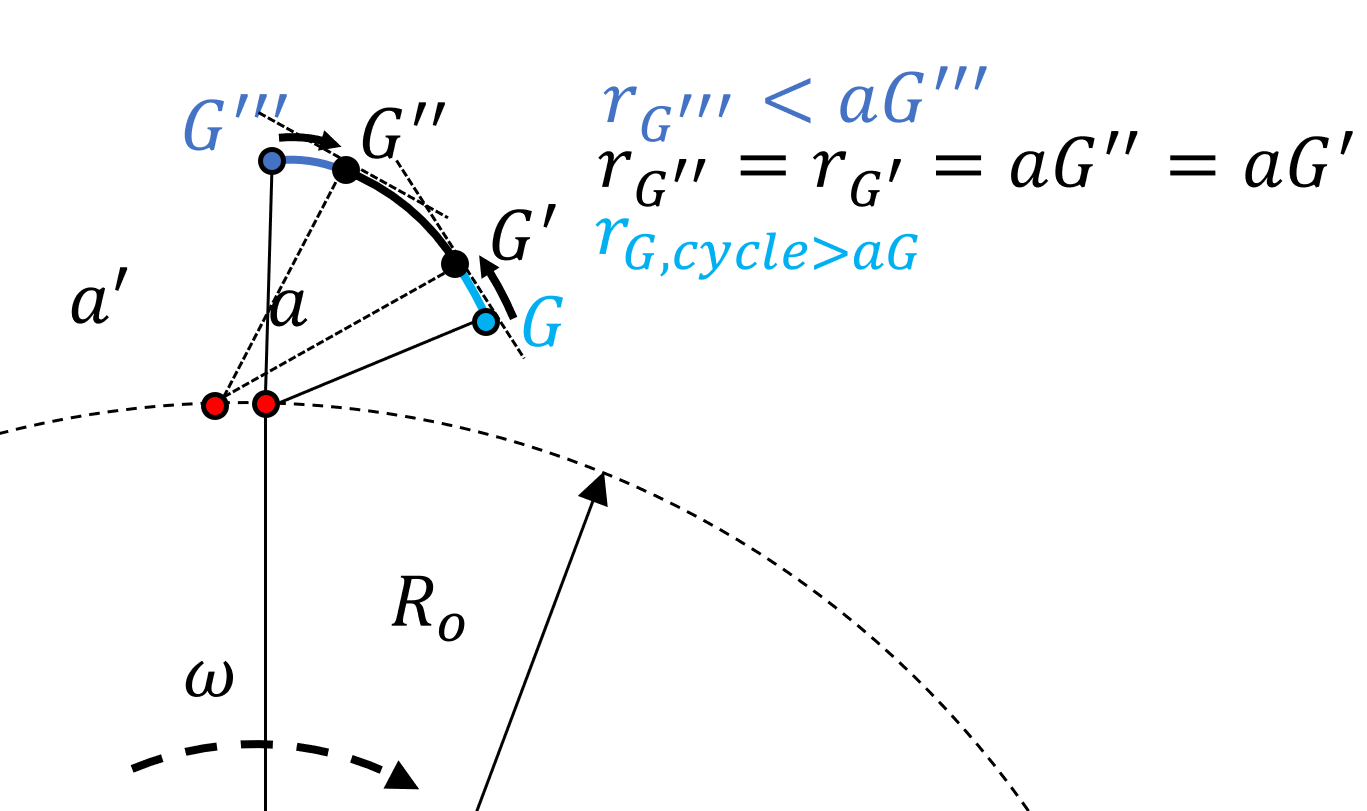 G''' G''
r_{G'''} < aG'''
r_{G''} = r_{G'} = aG'' = aG'
G'
r_{G,cycle>aG}
a' a
G
R_o
ω